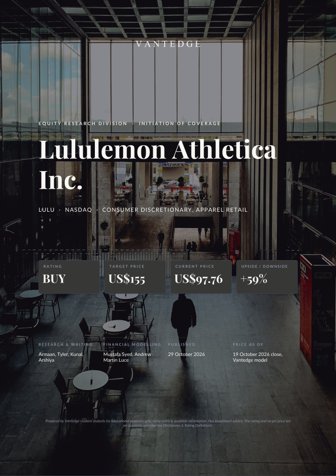 VANTEDGE
EQUITY RESEARCH DIVISION · INITIATION OF COVERAGE
Lululemon Athletica
Inc.
LULU · NASDAQ · CONSUMER DISCRETIONARY, APPAREL RETAIL
RATING
BUY
TARGET PRICE
US$155
CURRENT PRICE
US$97.76
UPSIDE / DOWNSIDE
+59%
RESEARCH & WRITING
Armaan, Tylef, Kunal,
Arshiya
FINANCIAL MODELLING
Mustafa Syed, Andrew
Martin Luce
PUBLISHED
29 October 2026
PRICE AS OF
19 October 2026 close,
Vantedge model